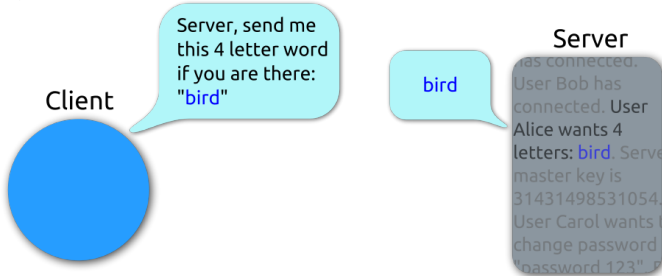 Client
Server, send me
this 4 letter word
if you are there:
"bird"
bird
Server
has connected.
User Bob has
connected. User
Alice wants 4
letters: bird. Serve
master key is
31431498531054.
User Carol wants t
change password
"password 123".